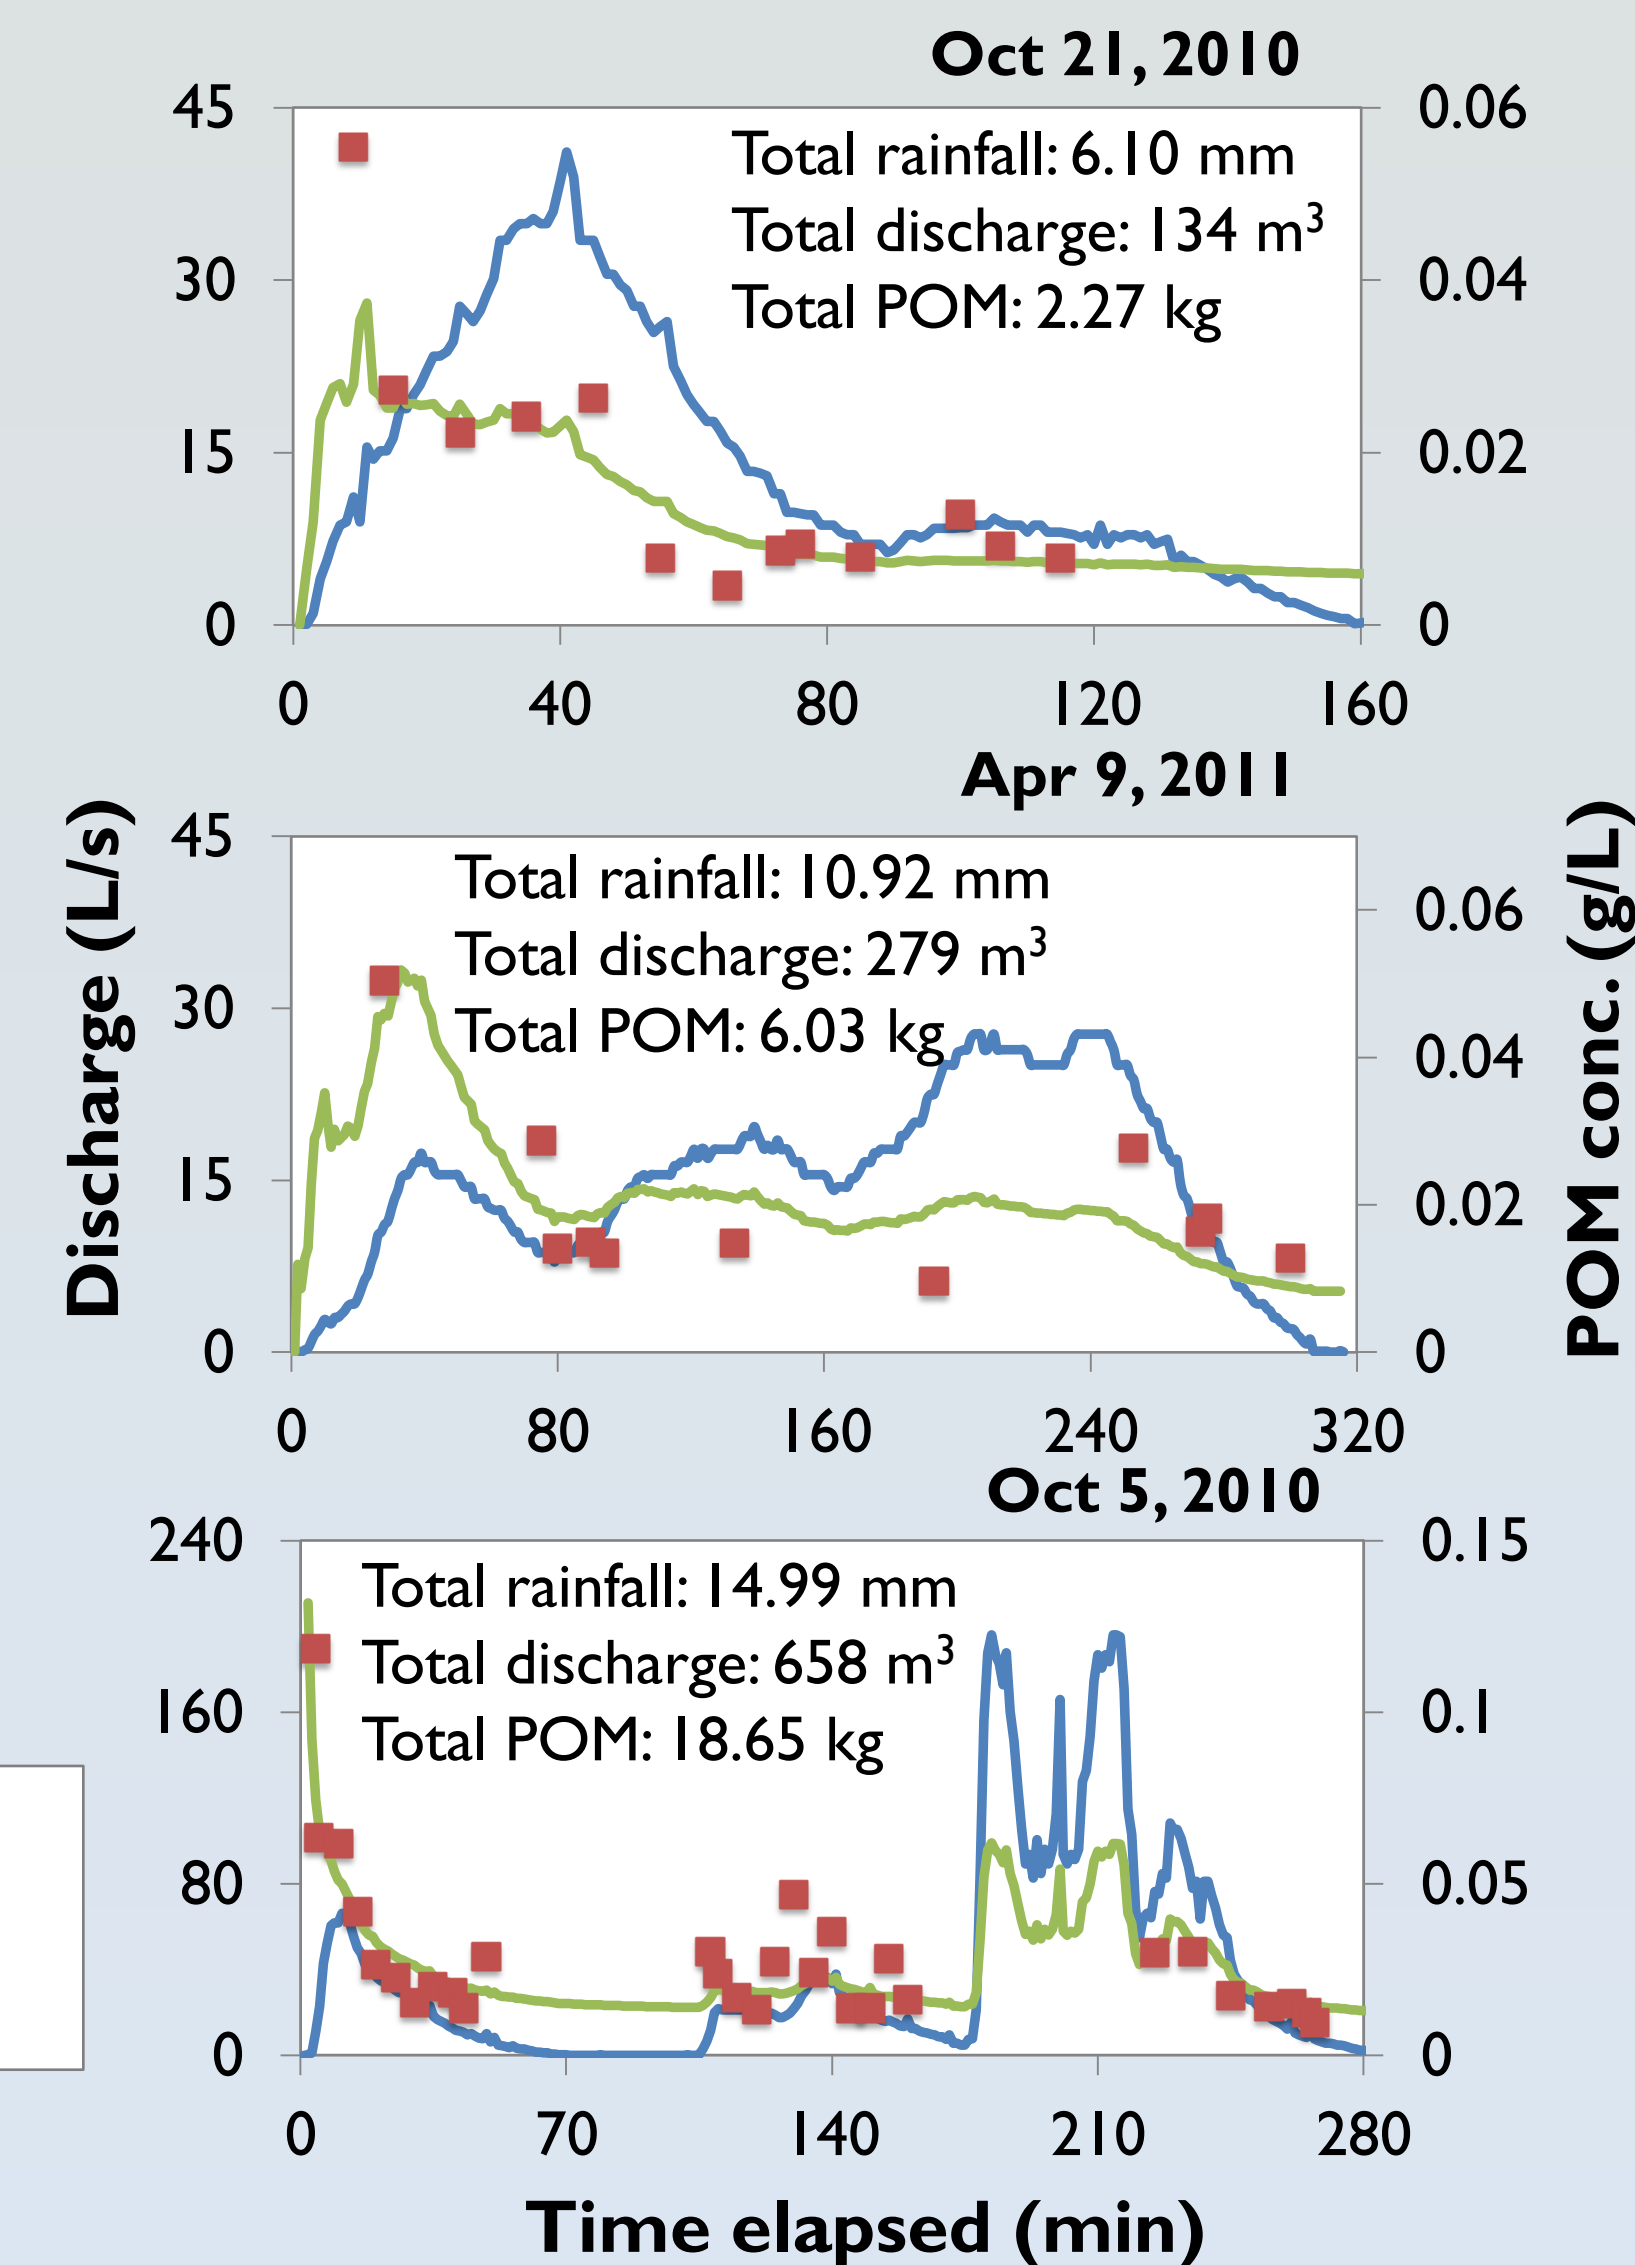 Oct 21, 2010
45
30
15
0
Total rainfall: 6.10 mm
Total discharge: 134 m³
Total POM: 2.27 kg
0.06
0.04
0.02
0
0 40 80 120 160
Apr 9, 2011
Discharge (L/s)
45
30
15
0
Total rainfall: 10.92 mm
Total discharge: 279 m³
Total POM: 6.03 kg
0.06
0.04
0.02
0
POM conc. (g/L)
0 80 160 240 320
Oct 5, 2010
240
160
80
0
Total rainfall: 14.99 mm
Total discharge: 658 m³
Total POM: 18.65 kg
0.15
0.1
0.05
0
0 70 140 210 280
Time elapsed (min)